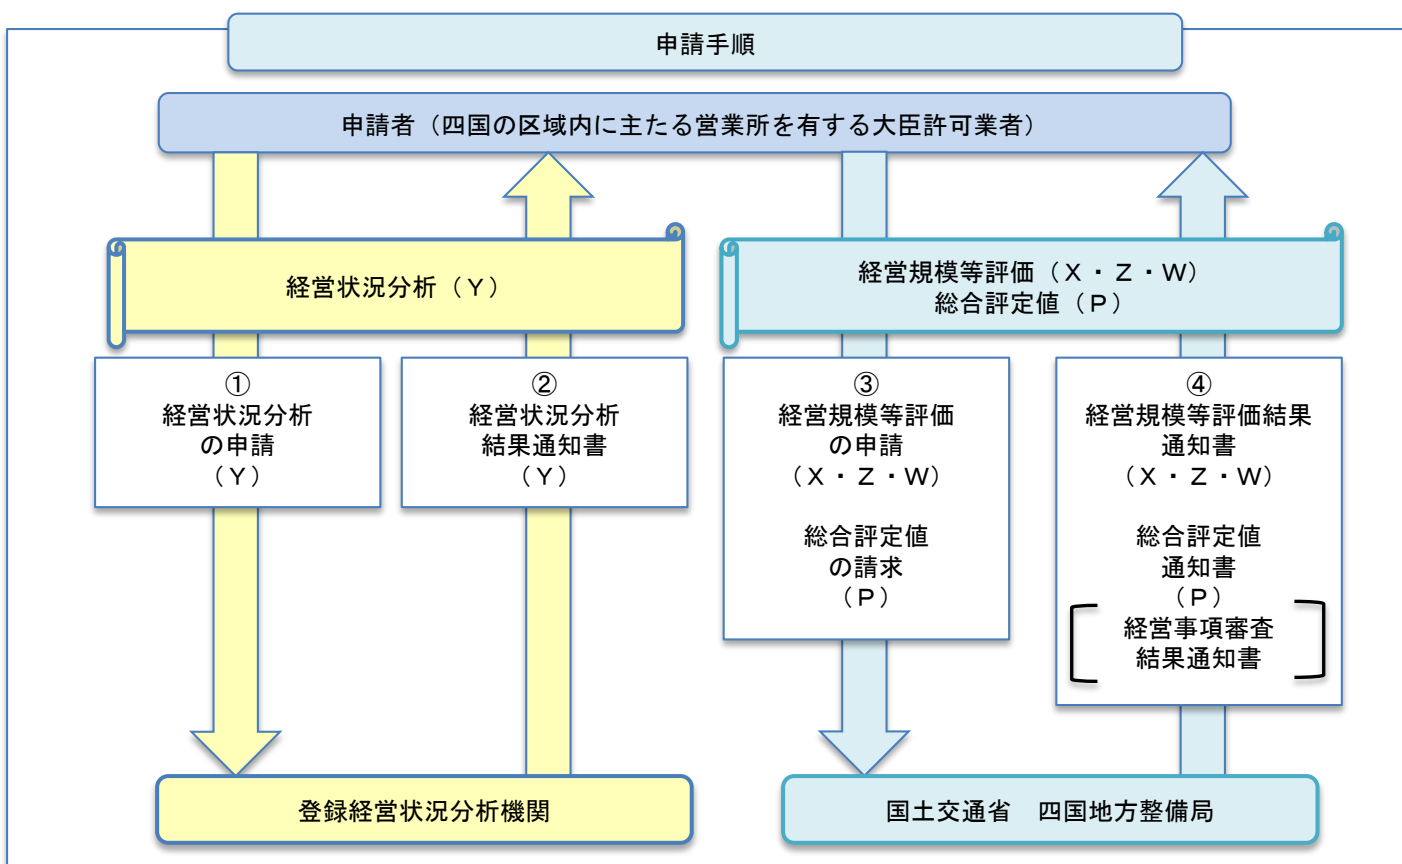 申請手順
申請者（四国の区域内に主たる営業所を有する大臣許可業者）
経営状況分析（Ｙ）
経営規模等評価（Ｘ・Ｚ・Ｗ）
総合評定値（Ｐ）
①
経営状況分析
の申請
（Ｙ）
②
経営状況分析
結果通知書
（Ｙ）
③
経営規模等評価
の申請
（Ｘ・Ｚ・Ｗ）
総合評定値
の請求
（Ｐ）
④
経営規模等評価結果
通知書
（Ｘ・Ｚ・Ｗ）
総合評定値
通知書
（Ｐ）
経営事項審査
結果通知書
登録経営状況分析機関
国土交通省　四国地方整備局